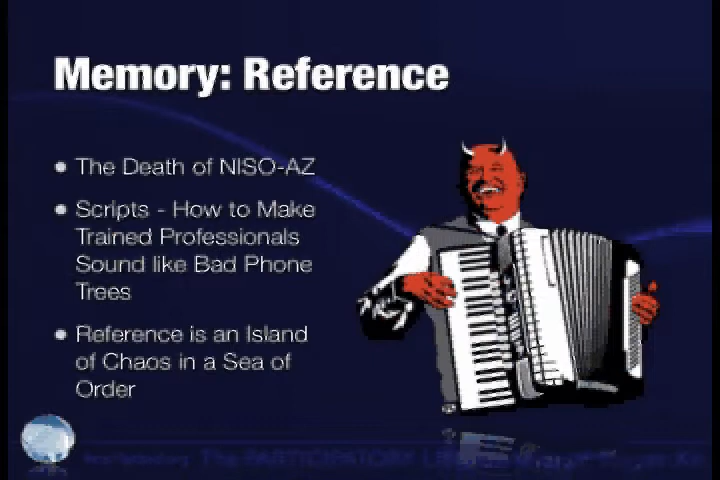 Memory: Reference
• The Death of NISO-AZ
• Scripts - How to Make
Trained Professionals
Sound like Bad Phone
Trees
• Reference is an Island
of Chaos in a Sea of
Order
The PARTICIPATORY